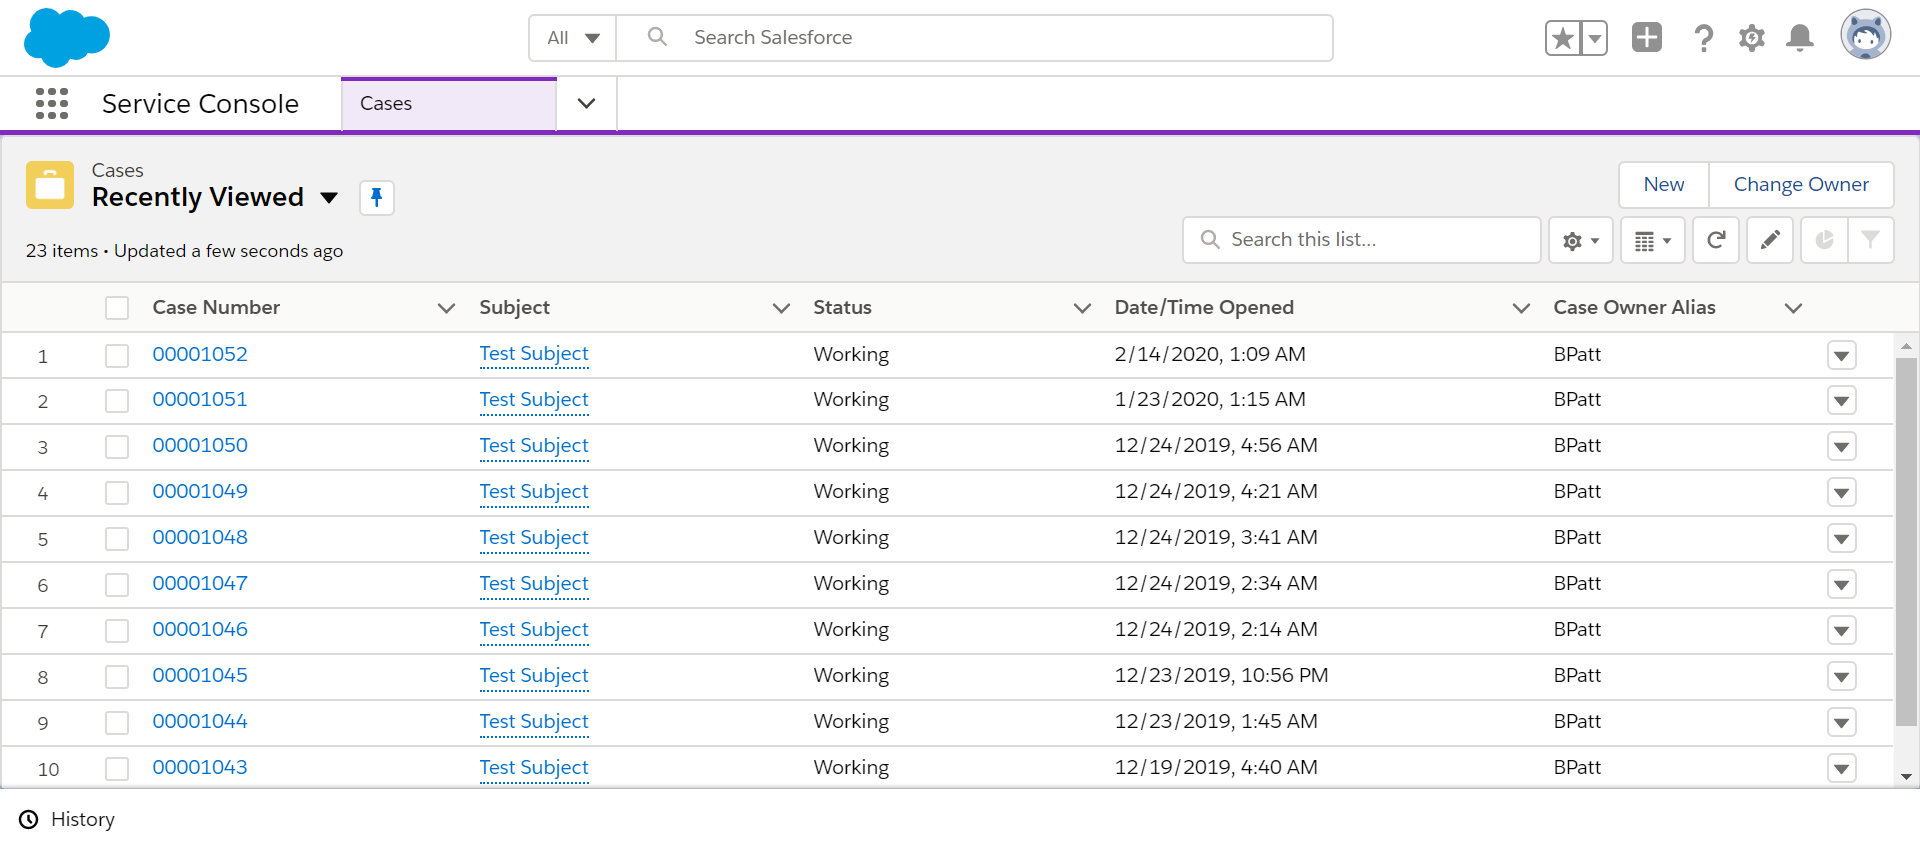 All Search Salesforce
Service Console Cases
Cases
Recently Viewed
New Change Owner
23 items • Updated a few seconds ago
Search this list...
Case Number Subject Status Date/Time Opened Case Owner Alias
1 00001052 Test Subject Working 2/14/2020, 1:09 AM BPatt
2 00001051 Test Subject Working 1/23/2020, 1:15 AM BPatt
3 00001050 Test Subject Working 12/24/2019, 4:56 AM BPatt
4 00001049 Test Subject Working 12/24/2019, 4:21 AM BPatt
5 00001048 Test Subject Working 12/24/2019, 3:41 AM BPatt
6 00001047 Test Subject Working 12/24/2019, 2:34 AM BPatt
7 00001046 Test Subject Working 12/24/2019, 2:14 AM BPatt
8 00001045 Test Subject Working 12/23/2019, 10:56 PM BPatt
9 00001044 Test Subject Working 12/23/2019, 1:45 AM BPatt
10 00001043 Test Subject Working 12/19/2019, 4:40 AM BPatt
History